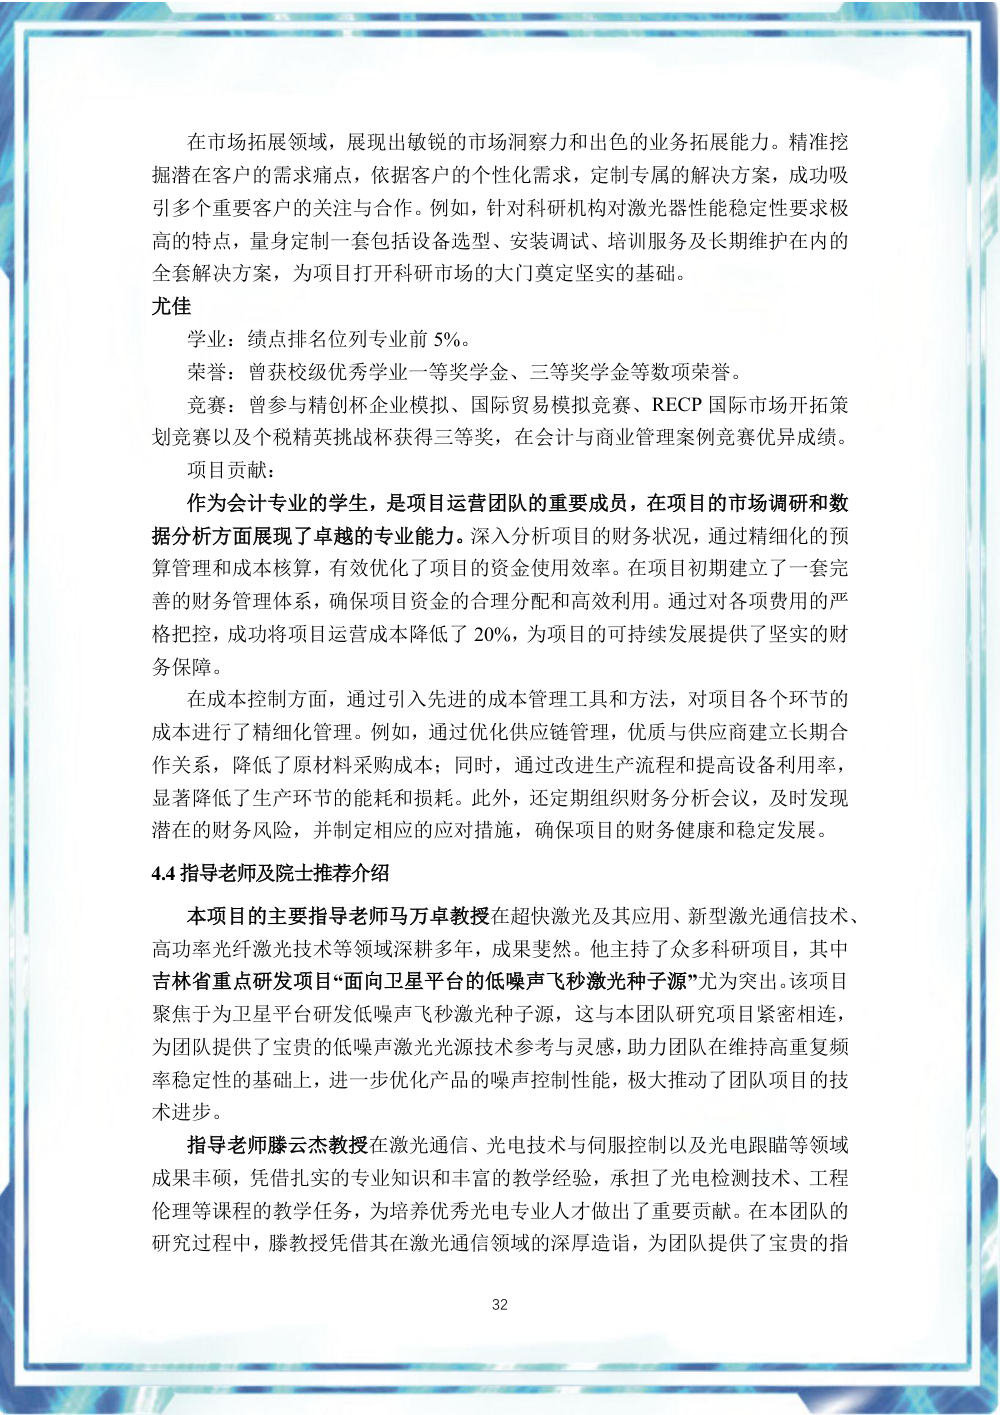 在市场拓展领域，展现出敏锐的市场洞察力和出色的业务拓展能力。精准挖
掘潜在客户的需求痛点，依据客户的个性化需求，定制专属的解决方案，成功吸
引多个重要客户的关注与合作。例如，针对科研机构对激光器性能稳定性要求极
高的特点，量身定制一套包括设备选型、安装调试、培训服务及长期维护在内的
全套解决方案，为项目打开科研市场的大门奠定坚实的基础。
尤佳
学业：绩点排名位列专业前 5%。
荣誉：曾获校级优秀学业一等奖学金、三等奖学金等数项荣誉。
竞赛：曾参与精创杯企业模拟、国际贸易模拟竞赛、RECP 国际市场开拓策
划竞赛以及个税精英挑战杯获得三等奖，在会计与商业管理案例竞赛优异成绩。
项目贡献：
作为会计专业的学生，是项目运营团队的重要成员，在项目的市场调研和数
据分析方面展现了卓越的专业能力。深入分析项目的财务状况，通过精细化的预
算管理和成本核算，有效优化了项目的资金使用效率。在项目初期建立了一套完
善的财务管理体系，确保项目资金的合理分配和高效利用。通过对各项费用的严
格把控，成功将项目运营成本降低了 20%，为项目的可持续发展提供了坚实的财
务保障。
在成本控制方面，通过引入先进的成本管理工具和方法，对项目各个环节的
成本进行了精细化管理。例如，通过优化供应链管理，优质与供应商建立长期合
作关系，降低了原材料采购成本；同时，通过改进生产流程和提高设备利用率，
显著降低了生产环节的能耗和损耗。此外，还定期组织财务分析会议，及时发现
潜在的财务风险，并制定相应的应对措施，确保项目的财务健康和稳定发展。
4.4 指导老师及院士推荐介绍
本项目的主要指导老师马万卓教授在超快激光及其应用、新型激光通信技术、
高功率光纤激光技术等领域深耕多年，成果斐然。他主持了众多科研项目，其中
吉林省重点研发项目“面向卫星平台的低噪声飞秒激光种子源”尤为突出。该项目
聚焦于为卫星平台研发低噪声飞秒激光种子源，这与本团队研究项目紧密相连，
为团队提供了宝贵的低噪声激光光源技术参考与灵感，助力团队在维持高重复频
率稳定性的基础上，进一步优化产品的噪声控制性能，极大推动了团队项目的技
术进步。
指导老师滕云杰教授在激光通信、光电技术与伺服控制以及光电跟瞄等领域
成果丰硕，凭借扎实的专业知识和丰富的教学经验，承担了光电检测技术、工程
伦理等课程的教学任务，为培养优秀光电专业人才做出了重要贡献。在本团队的
研究过程中，滕教授凭借其在激光通信领域的深厚造诣，为团队提供了宝贵的指
32